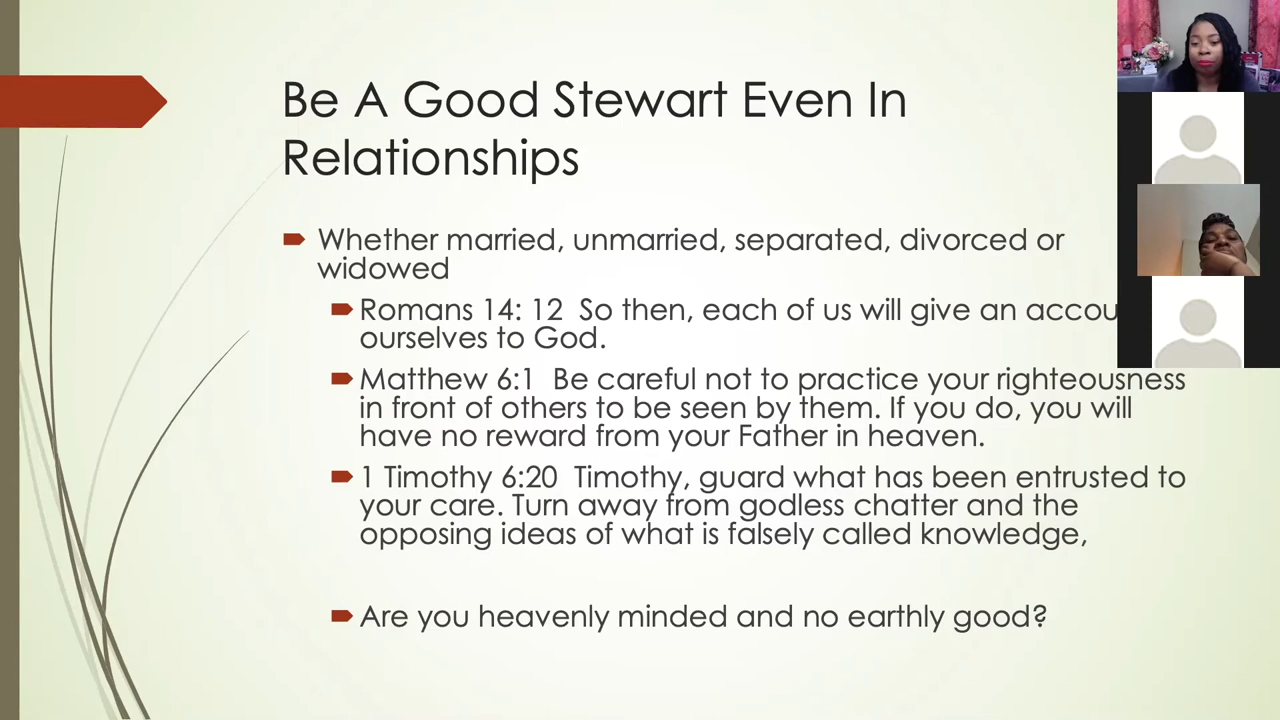 Be A Good Stewart Even In
Relationships
Whether married, unmarried, separated, divorced or
widowed
Romans 14: 12 So then, each of us will give an accou
ourselves to God.
Matthew 6:1 Be careful not to practice your righteousness
in front of others to be seen by them. If you do, you will
have no reward from your Father in heaven.
1 Timothy 6:20 Timothy, guard what has been entrusted to
your care. Turn away from godless chatter and the
opposing ideas of what is falsely called knowledge,
Are you heavenly minded and no earthly good?